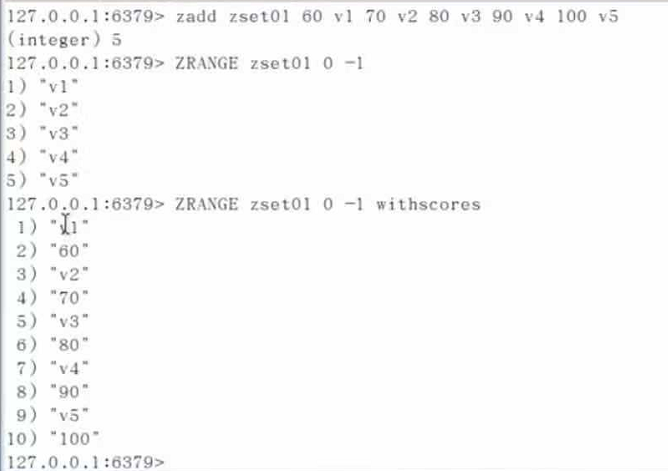 127.0.0.1:6379> zadd zset01 60 v1 70 v2 80 v3 90 v4 100 v5
(integer) 5
127.0.0.1:6379> ZRANGE zset01 0 -1
1) "v1"
2) "v2"
3) "v3"
4) "v4"
5) "v5"
127.0.0.1:6379> ZRANGE zset01 0 -1 withscores
1) "v1"
2) "60"
3) "v2"
4) "70"
5) "v3"
6) "80"
7) "v4"
8) "90"
9) "v5"
10) "100"
127.0.0.1:6379>